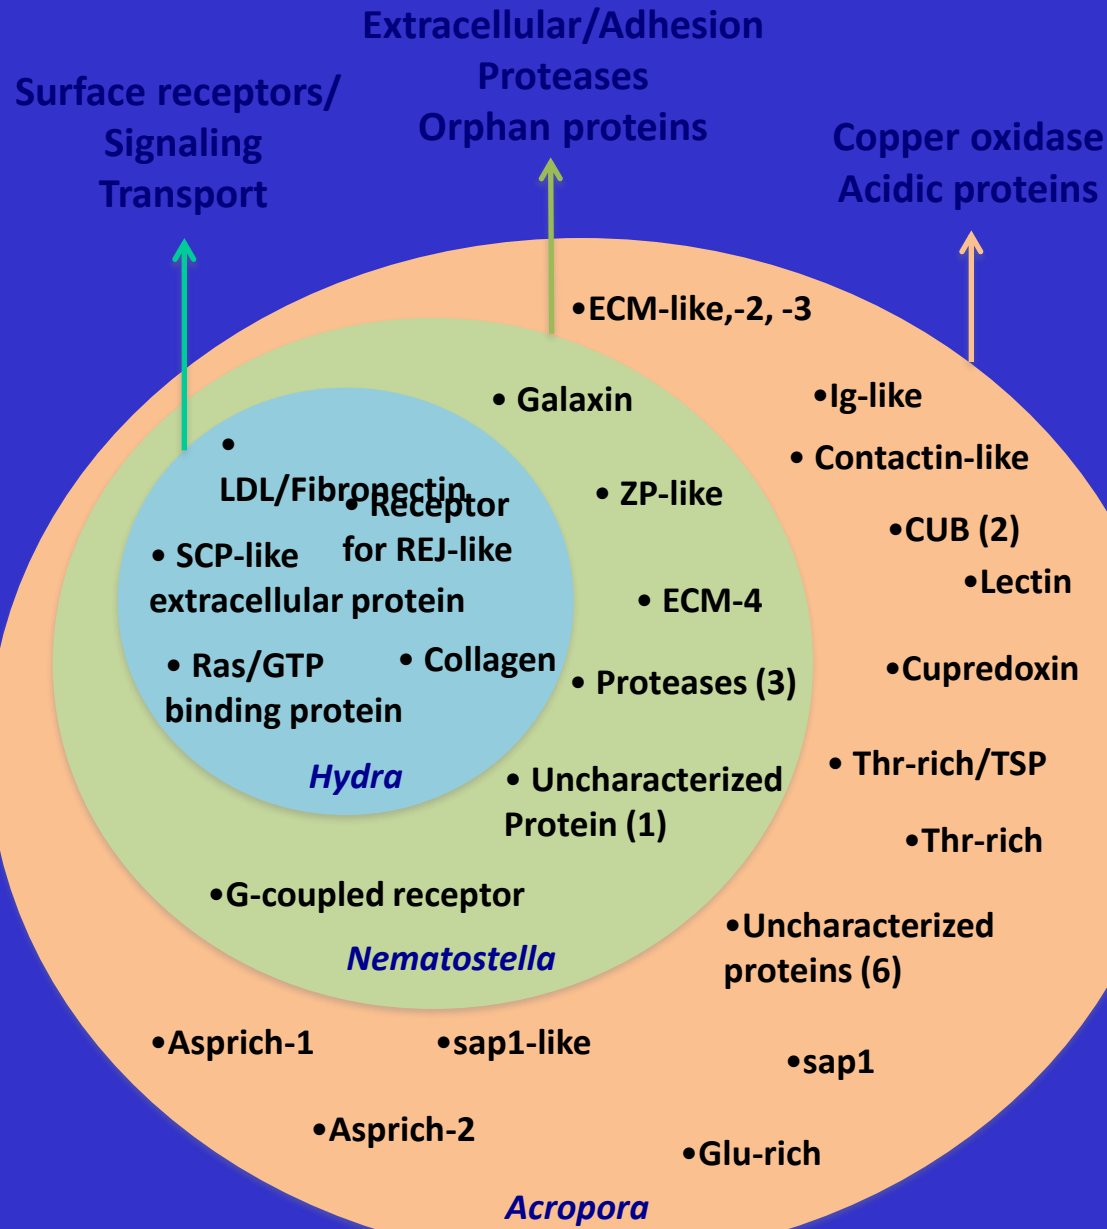 Extracellular/Adhesion
Proteases
Orphan proteins
Surface receptors/
Signaling
Transport
Copper oxidase
Acidic proteins
•ECM-like,-2, -3
• Galaxin
•Ig-like
•
LDL/Fibronectin
• Contactin-like
• Receptor
for REJ-like
• ZP-like
•CUB (2)
• SCP-like
extracellular protein
•Lectin
• ECM-4
• Ras/GTP
binding protein
• Collagen
• Proteases (3)
•Cupredoxin
Hydra
• Uncharacterized
Protein (1)
• Thr-rich/TSP
•Thr-rich
•G-coupled receptor
•Uncharacterized
proteins (6)
Nematostella
•Asprich-1
•sap1-like
•sap1
•Asprich-2
•Glu-rich
Acropora